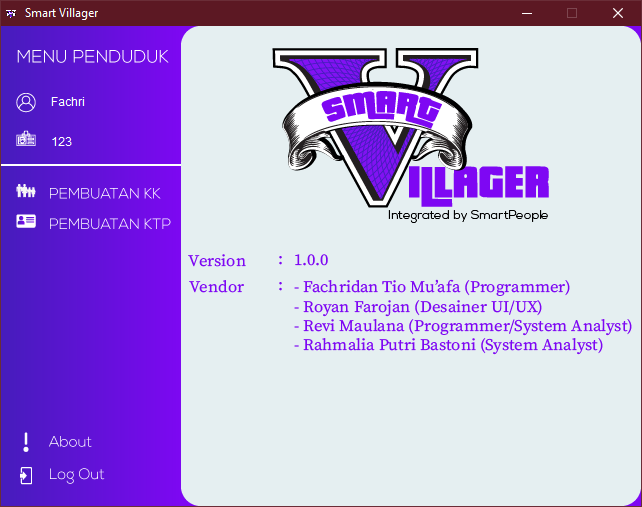 Smart Villager
MENU PENDUDUK
Fachri
123
PEMBUATAN KK
PEMBUATAN KTP
About
Log Out
SMART
VILLAGER
Integrated by SmartPeople
Version : 1.0.0
Vendor : - Fachridan Tio Mu’afa (Programmer)
- Royan Farojan (Desainer UI/UX)
- Revi Maulana (Programmer/System Analyst)
- Rahmalia Putri Bastoni (System Analyst)